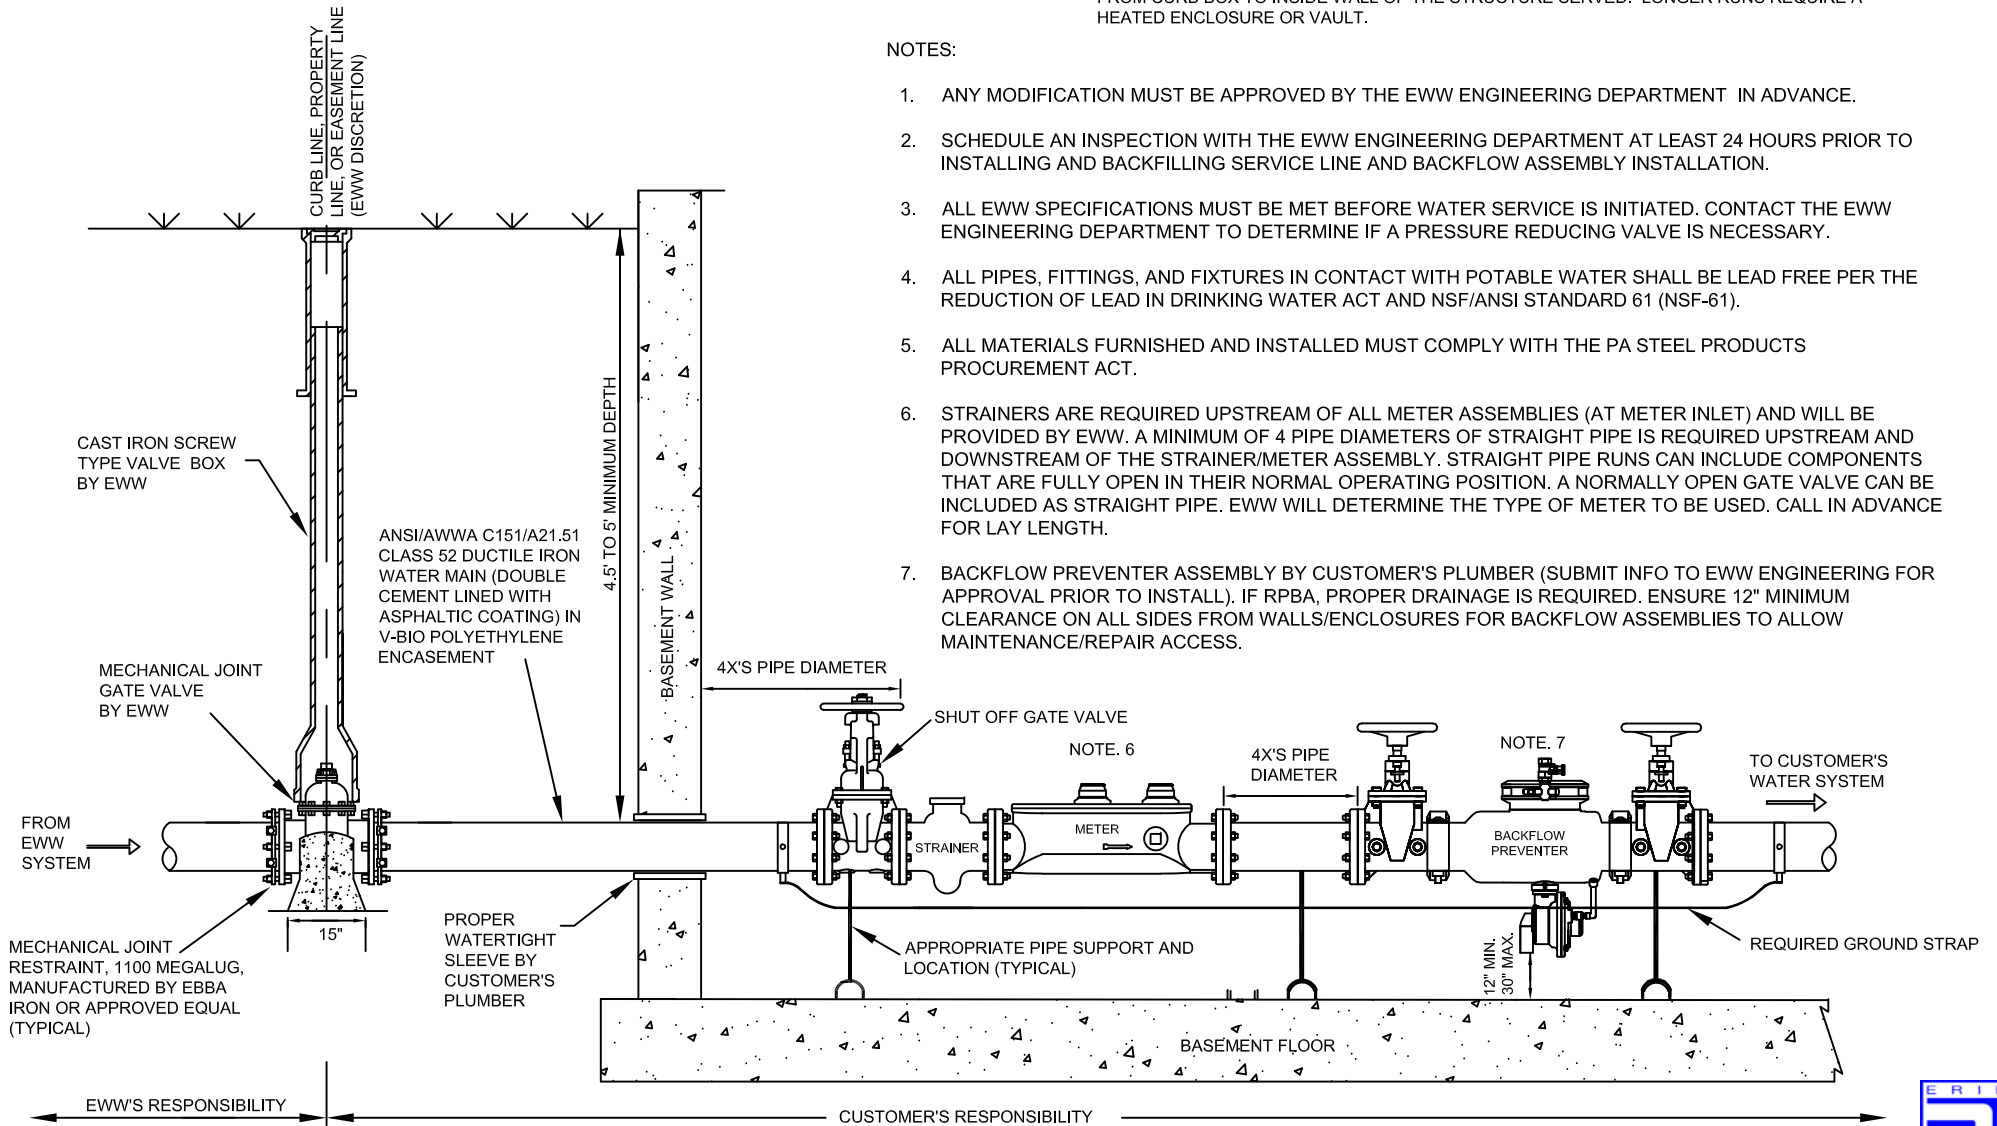 FROM CURB BOX TO INSIDE WALL OF THE STRUCTURE SERVED. LONGER RUNS REQUIRE A
HEATED ENCLOSURE OR VAULT.
NOTES:
1. ANY MODIFICATION MUST BE APPROVED BY THE EWW ENGINEERING DEPARTMENT IN ADVANCE.
2. SCHEDULE AN INSPECTION WITH THE EWW ENGINEERING DEPARTMENT AT LEAST 24 HOURS PRIOR TO
INSTALLING AND BACKFILLING SERVICE LINE AND BACKFLOW ASSEMBLY INSTALLATION.
3. ALL EWW SPECIFICATIONS MUST BE MET BEFORE WATER SERVICE IS INITIATED. CONTACT THE EWW
ENGINEERING DEPARTMENT TO DETERMINE IF A PRESSURE REDUCING VALVE IS NECESSARY.
4. ALL PIPES, FITTINGS, AND FIXTURES IN CONTACT WITH POTABLE WATER SHALL BE LEAD FREE PER THE
REDUCTION OF LEAD IN DRINKING WATER ACT AND NSF/ANSI STANDARD 61 (NSF-61).
5. ALL MATERIALS FURNISHED AND INSTALLED MUST COMPLY WITH THE PA STEEL PRODUCTS
PROCUREMENT ACT.
6. STRAINERS ARE REQUIRED UPSTREAM OF ALL METER ASSEMBLIES (AT METER INLET) AND WILL BE
PROVIDED BY EWW. A MINIMUM OF 4 PIPE DIAMETERS OF STRAIGHT PIPE IS REQUIRED UPSTREAM AND
DOWNSTREAM OF THE STRAINER/METER ASSEMBLY. STRAIGHT PIPE RUNS CAN INCLUDE COMPONENTS
THAT ARE FULLY OPEN IN THEIR NORMAL OPERATING POSITION. A NORMALLY OPEN GATE VALVE CAN BE
INCLUDED AS STRAIGHT PIPE. EWW WILL DETERMINE THE TYPE OF METER TO BE USED. CALL IN ADVANCE
FOR LAY LENGTH.
7. BACKFLOW PREVENTER ASSEMBLY BY CUSTOMER'S PLUMBER (SUBMIT INFO TO EWW ENGINEERING FOR
APPROVAL PRIOR TO INSTALL). IF RPBA, PROPER DRAINAGE IS REQUIRED. ENSURE 12" MINIMUM
CLEARANCE ON ALL SIDES FROM WALLS/ENCLOSURES FOR BACKFLOW ASSEMBLIES TO ALLOW
MAINTENANCE/REPAIR ACCESS.
CURB LINE, PROPERTY
LINE, OR EASEMENT LINE
(EWW DISCRETION)
CAST IRON SCREW
TYPE VALVE BOX
BY EWW
ANSI/AWWA C151/A21.51
CLASS 52 DUCTILE IRON
WATER MAIN (DOUBLE
CEMENT LINED WITH
ASPHALTIC COATING) IN
V-BIO POLYETHYLENE
ENCASEMENT
4.5' TO 5' MINIMUM DEPTH
BASEMENT WALL
MECHANICAL JOINT
GATE VALVE
BY EWW
4X'S PIPE DIAMETER
SHUT OFF GATE VALVE
NOTE. 6
4X'S PIPE
DIAMETER
NOTE. 7
TO CUSTOMER'S
WATER SYSTEM
FROM
EWW
SYSTEM
STRAINER
METER
BACKFLOW
PREVENTER
15"
MECHANICAL JOINT
RESTRAINT, 1100 MEGALUG,
MANUFACTURED BY EBBA
IRON OR APPROVED EQUAL
(TYPICAL)
PROPER
WATERTIGHT
SLEEVE BY
CUSTOMER'S
PLUMBER
APPROPRIATE PIPE SUPPORT AND
LOCATION (TYPICAL)
12" MIN.
30" MAX.
REQUIRED GROUND STRAP
BASEMENT FLOOR
EWW'S RESPONSIBILITY
CUSTOMER'S RESPONSIBILITY
E R I